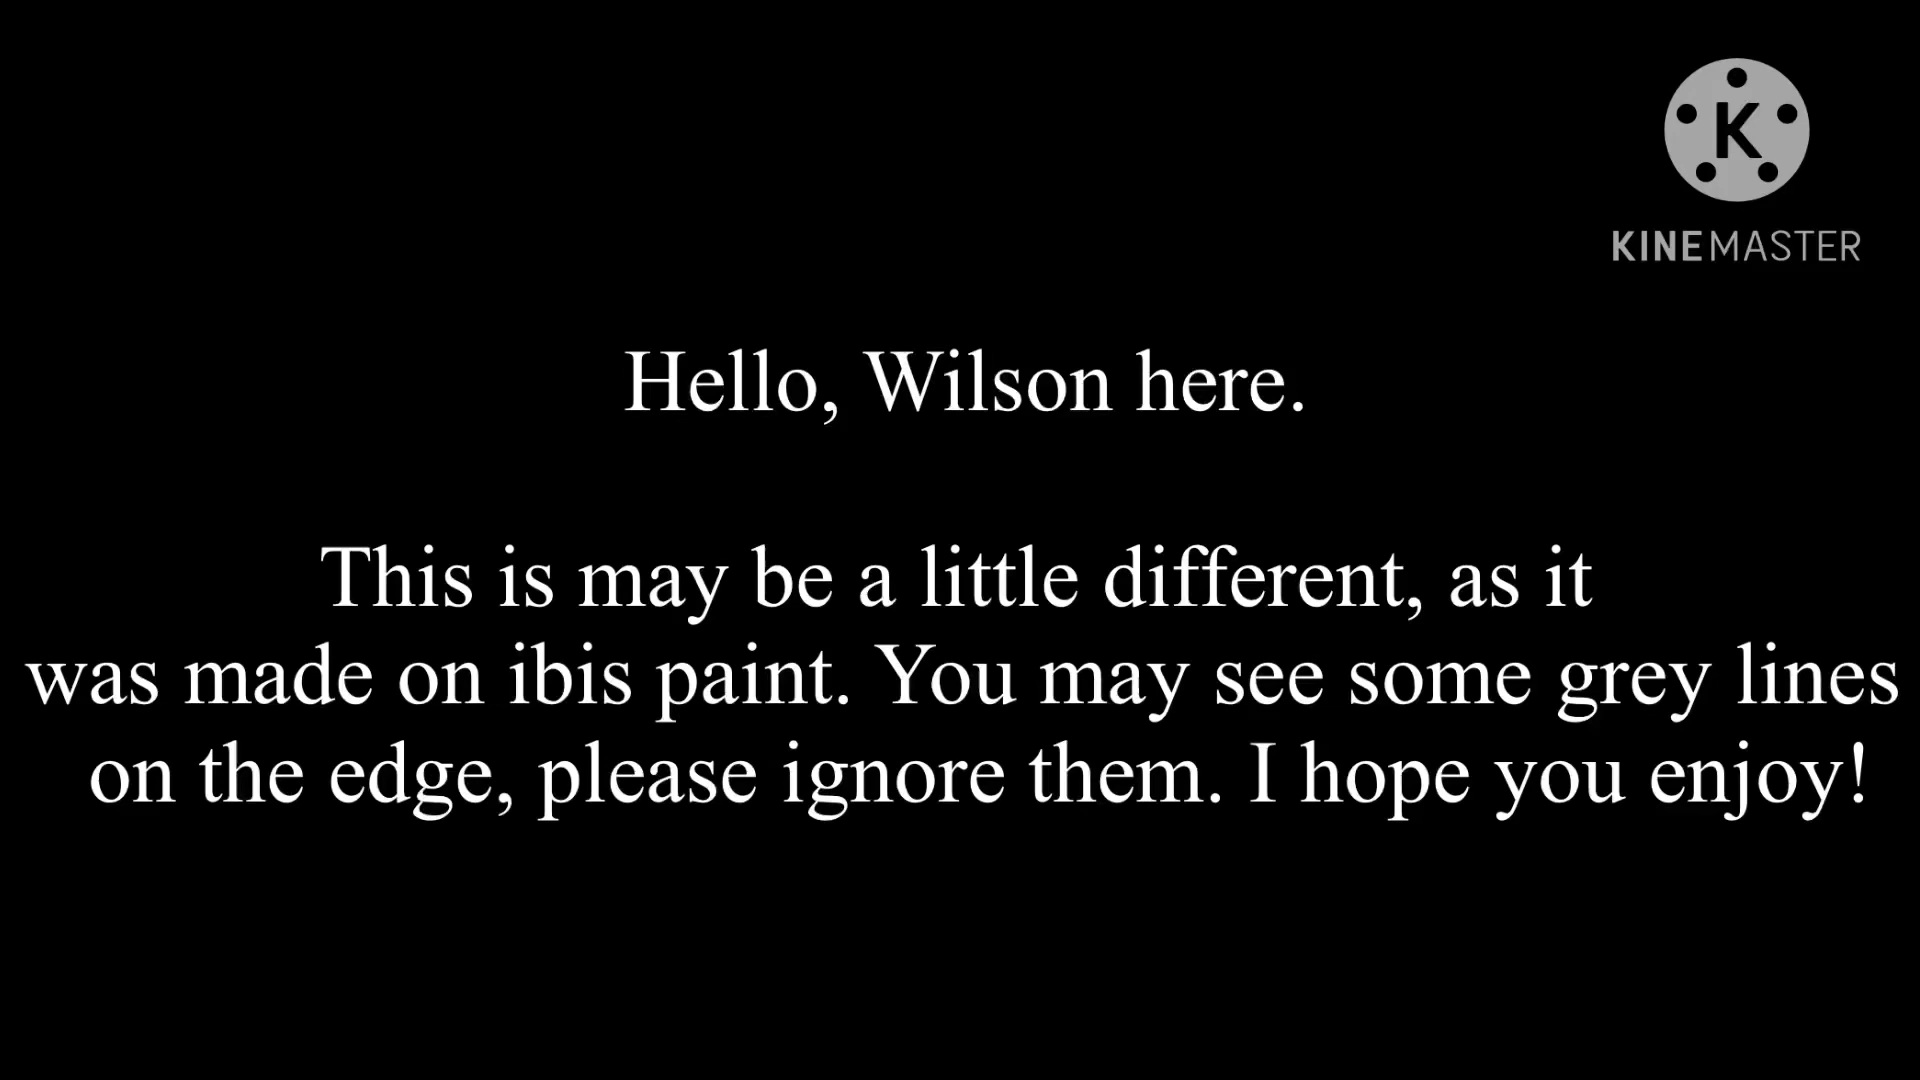 K
KINEMASTER
Hello, Wilson here.
This is may be a little different, as it
was made on ibis paint. You may see some grey lines
on the edge, please ignore them. I hope you enjoy!